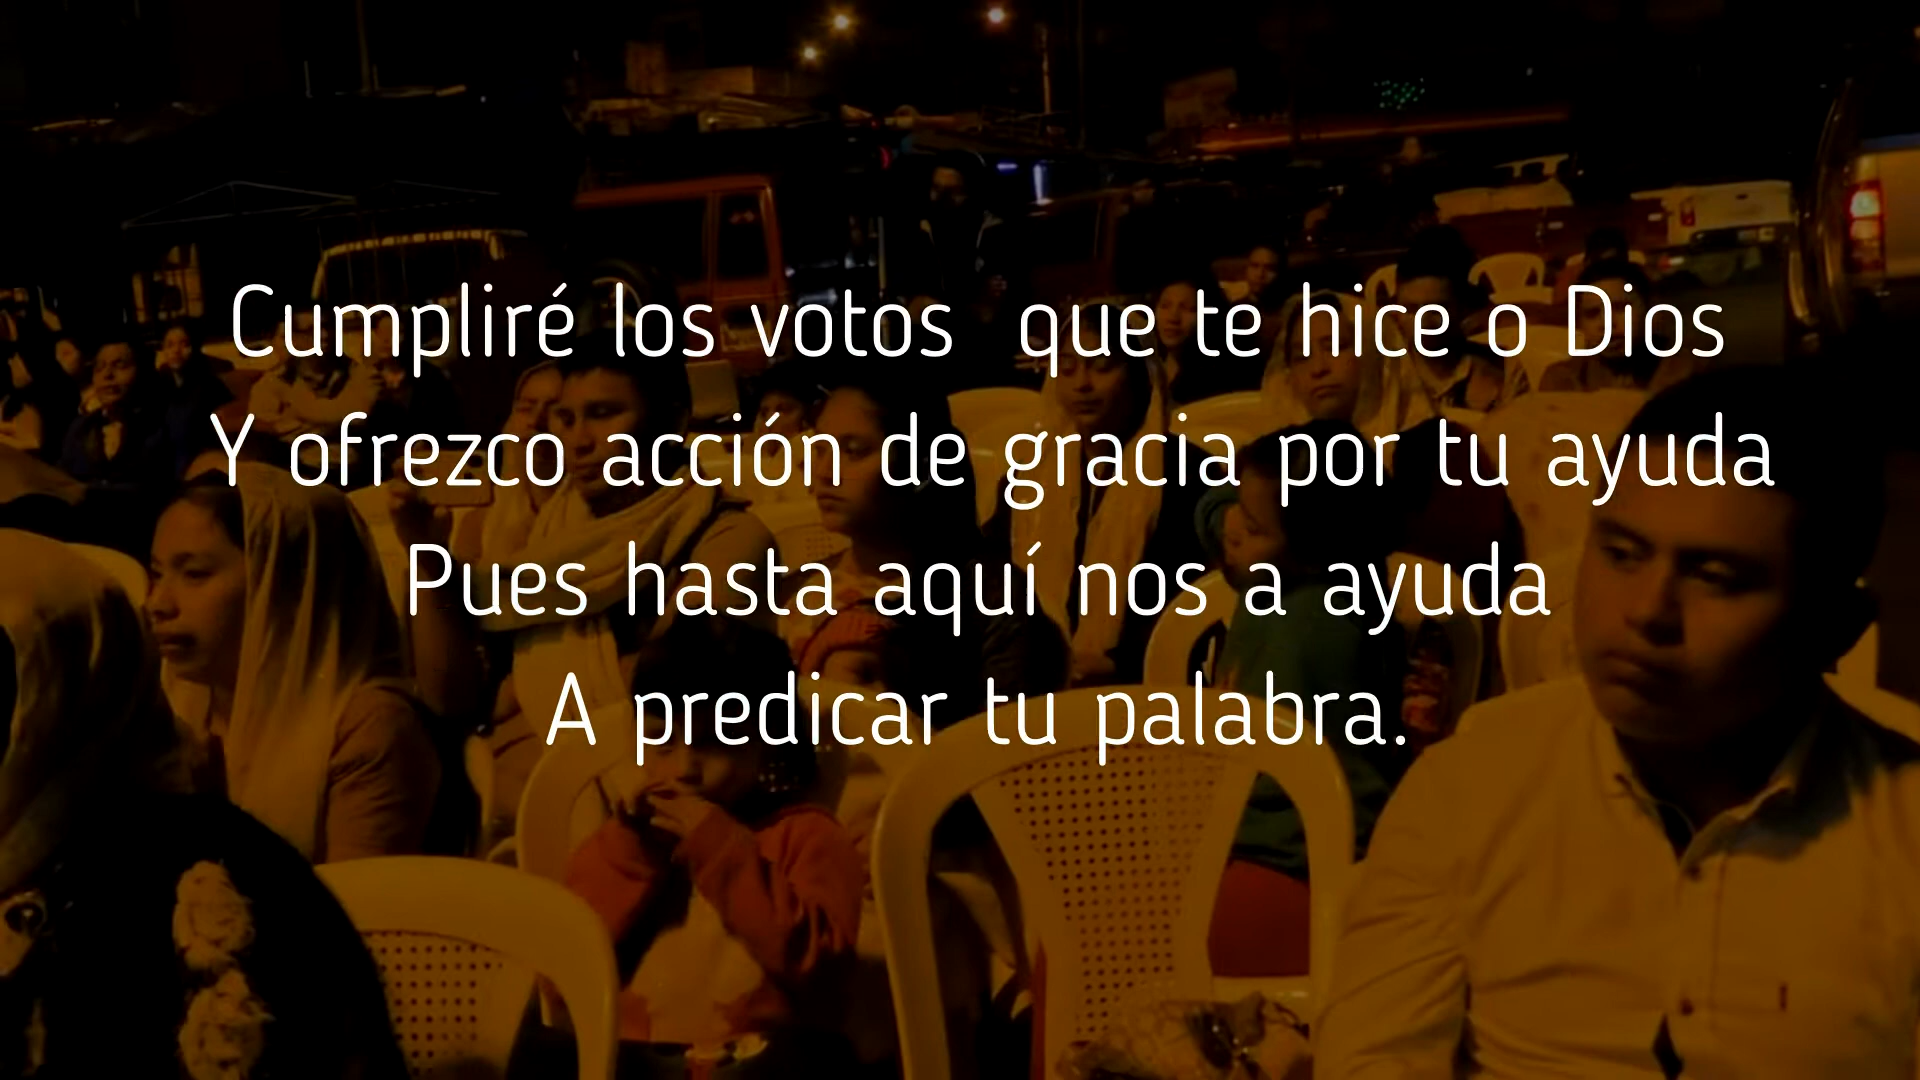 Cumpliré los votos que te hice o Dios
Y ofrezco acción de gracia por tu ayuda
Pues hasta aquí nos a ayuda
A predicar tu palabra.